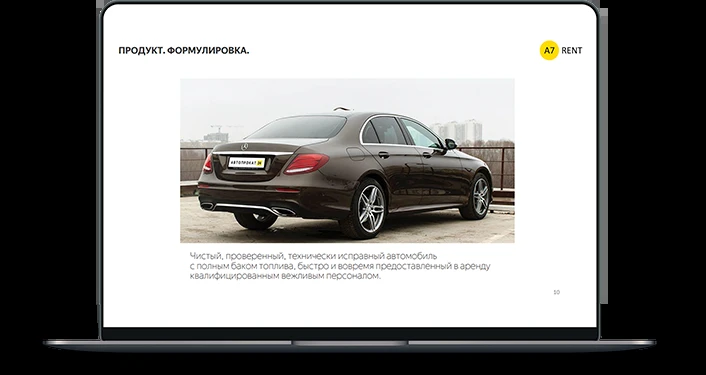 ПРОДУКТ. ФОРМУЛИРОВКА.
A7 RENT
АВТОПРОКАТ.
Чистый, проверенный, технически исправный автомобиль
с полным баком топлива, быстро и вовремя предоставленный в аренду
квалифицированным вежливым персоналом.
10